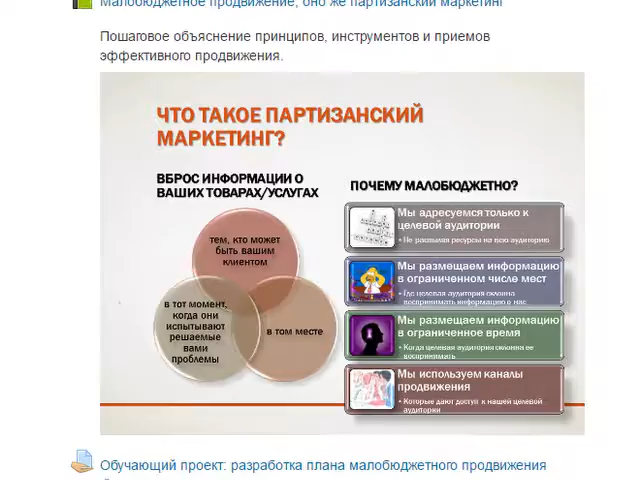 Малобюджетное продвижение, оно же партизанский маркетинг
Пошаговое объяснение принципов, инструментов и приемов
эффективного продвижения.
ЧТО ТАКОЕ ПАРТИЗАНСКИЙ
МАРКЕТИНГ?
ВБРОС ИНФОРМАЦИИ О
ВАШИХ ТОВАРАХ/УСЛУГАХ
тем, кто может
быть вашим
клиентом
в тот момент,
когда они
испытывают
решаемые
вами
проблемы
в том месте
ПОЧЕМУ МАЛОБЮДЖЕТНО?
Мы адресуемся только к
целевой аудитории
• Не распыляя ресурсы на всю аудиторию
Мы размещаем информацию
в ограниченном числе мест
• Где целевая аудитория склонна
воспринимать информацию о нас
Мы размещаем информацию
в ограниченное время
• Когда целевая аудитория склонна ее
воспринимать
Мы используем каналы
продвижения
• Которые дают доступ к нашей целевой
аудитории
Обучающий проект: разработка плана малобюджетного продвижения